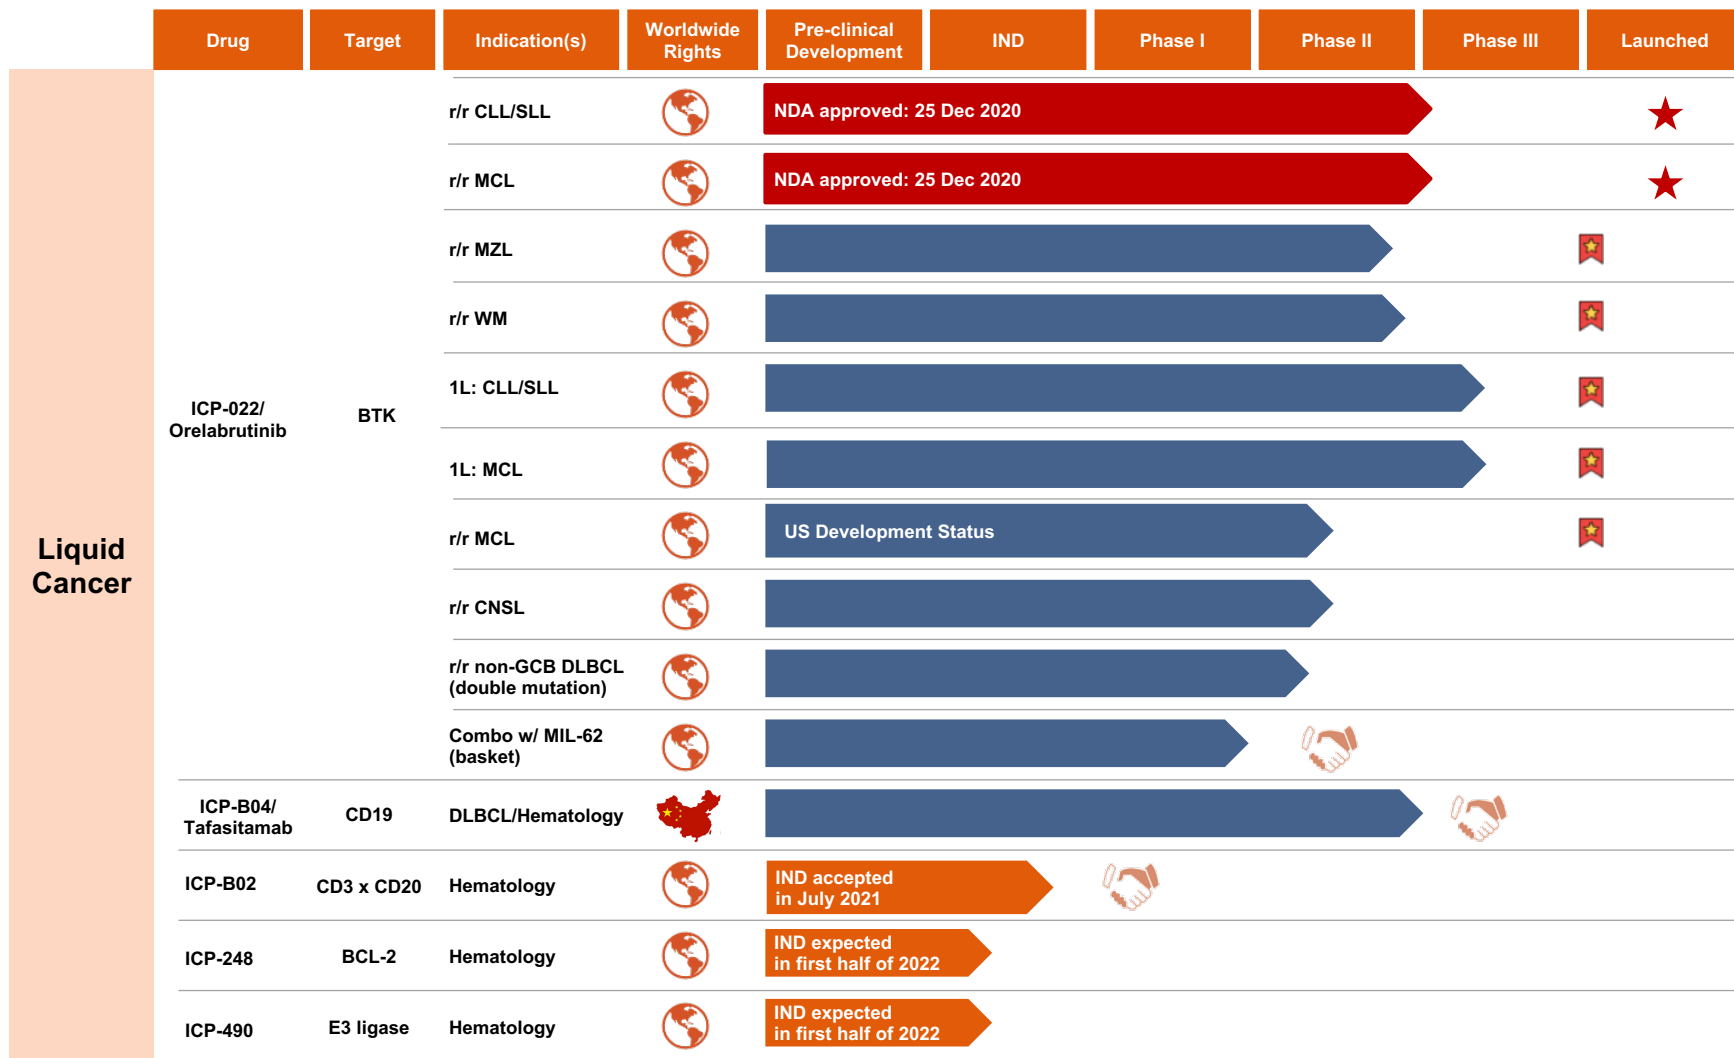 Drug
Target
Indication(s)
Worldwide
Rights
Pre-clinical
Development
IND
Phase I
Phase II
Phase III
Launched
Liquid
Cancer
ICP-022/
Orelabrutinib
BTK
r/r CLL/SLL
NDA approved: 25 Dec 2020
r/r MCL
NDA approved: 25 Dec 2020
r/r MZL
r/r WM
1L: CLL/SLL
1L: MCL
r/r MCL
US Development Status
r/r CNSL
r/r non-GCB DLBCL
(double mutation)
Combo w/ MIL-62
(basket)
ICP-B04/
Tafasitamab
CD19
DLBCL/Hematology
ICP-B02
CD3 x CD20
Hematology
IND accepted
in July 2021
ICP-248
BCL-2
Hematology
IND expected
in first half of 2022
ICP-490
E3 ligase
Hematology
IND expected
in first half of 2022